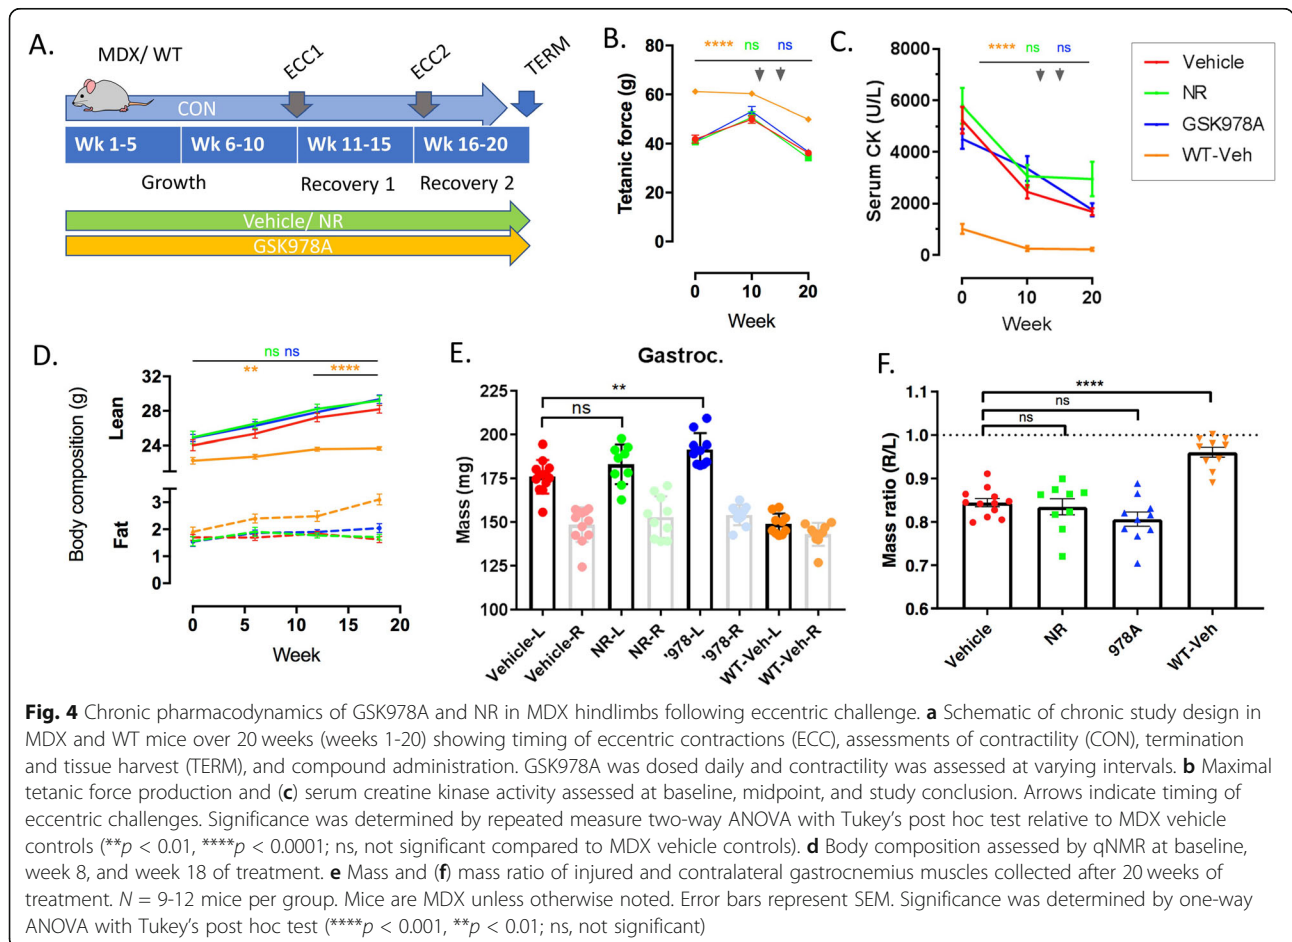 A.
MDX/ WT
ECC1
ECC2
TERM
CON
Wk 1-5
Wk 6-10
Wk 11-15
Wk 16-20
Growth
Recovery 1
Recovery 2
Vehicle/ NR
GSK978A
B.
**** ns ns
80
60
40
20
0
Tetanic force (g)
0
10
20
Week
C.
**** ns ns
8000
6000
4000
2000
0
Serum CK (U/L)
0
10
20
Week
Vehicle
NR
GSK978A
WT-Veh
D.
ns ns
** ****
32
28
24
3
2
1
0
Body composition (g)
Lean
Fat
0
5
10
15
20
Week
E.
Gastroc.
**
ns
225
200
175
150
125
100
Mass (mg)
Vehicle-L
Vehicle-R
NR-L
NR-R
'978-L
'978-R
WT-Veh-L
WT-Veh-R
F.
****
ns
ns
1.1
1.0
0.9
0.8
0.7
0.6
Mass ratio (R/L)
Vehicle
NR
978A
WT-Veh
Fig. 4 Chronic pharmacodynamics of GSK978A and NR in MDX hindlimbs following eccentric challenge. a Schematic of chronic study design in
MDX and WT mice over 20 weeks (weeks 1-20) showing timing of eccentric contractions (ECC), assessments of contractility (CON), termination
and tissue harvest (TERM), and compound administration. GSK978A was dosed daily and contractility was assessed at varying intervals. b Maximal
tetanic force production and (c) serum creatine kinase activity assessed at baseline, midpoint, and study conclusion. Arrows indicate timing of
eccentric challenges. Significance was determined by repeated measure two-way ANOVA with Tukey's post hoc test relative to MDX vehicle
controls (**p < 0.01, ****p < 0.0001; ns, not significant compared to MDX vehicle controls). d Body composition assessed by qNMR at baseline,
week 8, and week 18 of treatment. e Mass and (f) mass ratio of injured and contralateral gastrocnemius muscles collected after 20 weeks of
treatment. N = 9-12 mice per group. Mice are MDX unless otherwise noted. Error bars represent SEM. Significance was determined by one-way
ANOVA with Tukey's post hoc test (****p < 0.001, **p < 0.01; ns, not significant)